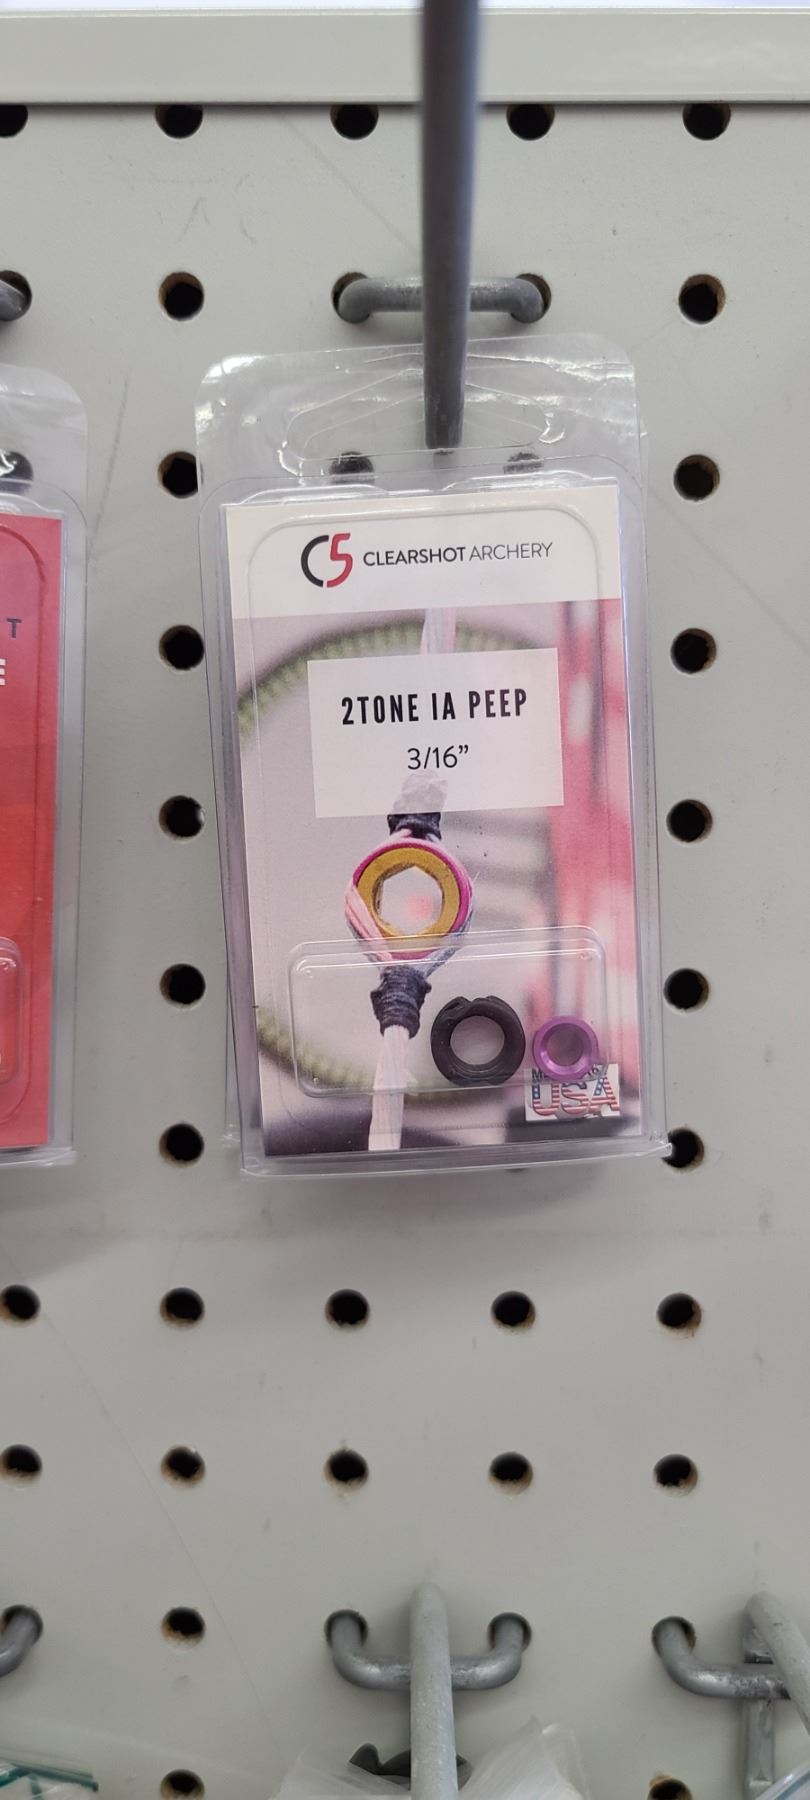 C5 CLEARSHOT ARCHERY
2TONE IA PEEP
3/16”
USA
T
E